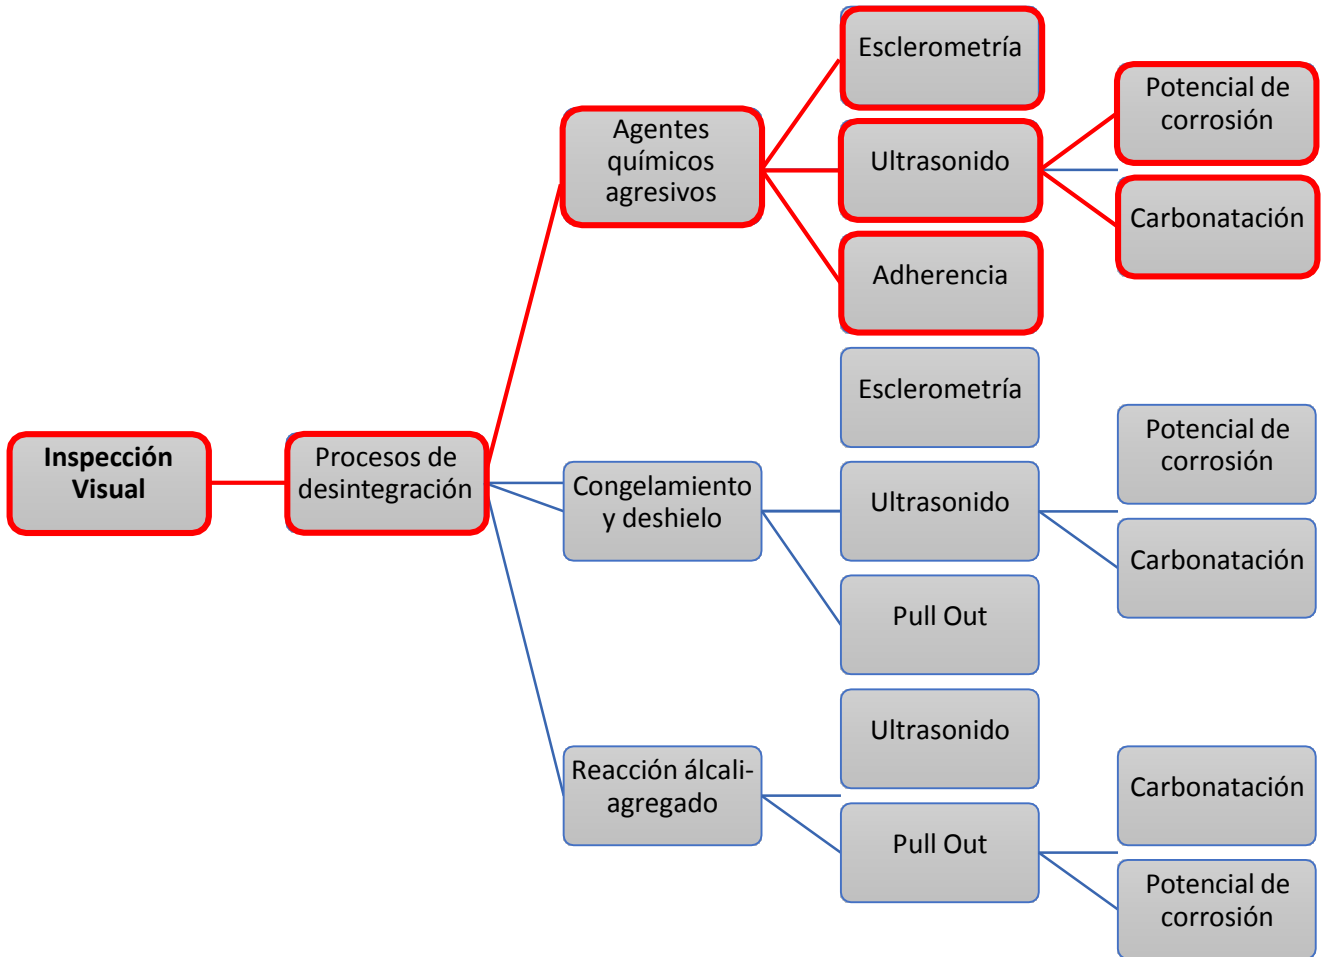 Inspección
Visual
Procesos de
desintegración
Agentes
químicos
agresivos
Esclerometría
Ultrasonido
Adherencia
Potencial de
corrosión
Carbonatación
Congelamiento
y deshielo
Esclerometría
Ultrasonido
Pull Out
Potencial de
corrosión
Carbonatación
Reacción álcali-
agregado
Ultrasonido
Pull Out
Carbonatación
Potencial de
corrosión